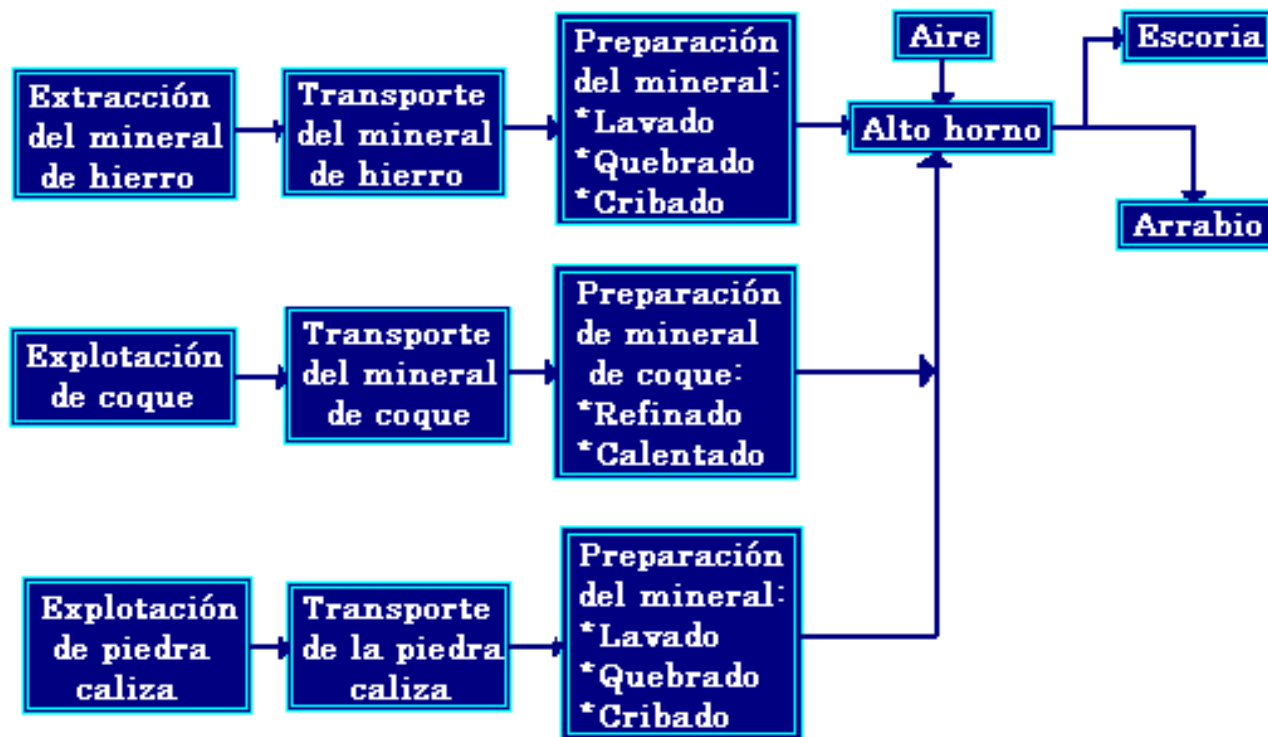 Extracción
del mineral
de hierro
Transporte
del mineral
de hierro
Preparación
del mineral:
*Lavado
*Quebrado
*Cribado
Aire
Alto horno
Escoria
Arrabio
Explotación
de coque
Transporte
del mineral
de coque
Preparación
de mineral
de coque:
*Refinado
*Calentado
Explotación
de piedra
caliza
Transporte
de la piedra
caliza
Preparación
del mineral:
*Lavado
*Quebrado
*Cribado